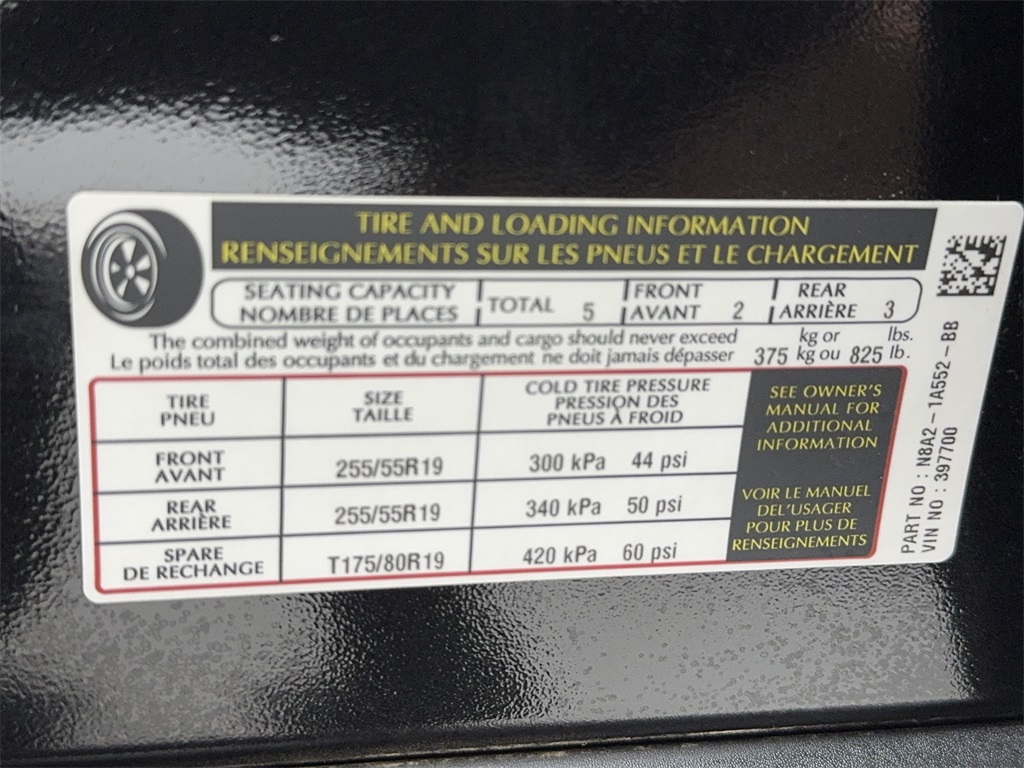 TIRE AND LOADING INFORMATION
RENSEIGNEMENTS SUR LES PNEUS ET LE CHARGEMENT
SEATING CAPACITY
NOMBRE DE PLACES
TOTAL 5
FRONT
AVANT 2
REAR
ARRIÈRE 3
The combined weight of occupants and cargo should never exceed
Le poids total des occupants et du chargement ne doit jamais dépasser
kg or lbs.
375 kg ou 825 lb.
TIRE
PNEU
SIZE
TAILLE
COLD TIRE PRESSURE
PRESSION DES
PNEUS À FROID
FRONT
AVANT
255/55R19
300 kPa 44 psi
REAR
ARRIÈRE
255/55R19
340 kPa 50 psi
SPARE
DE RECHANGE
T175/80R19
420 kPa 60 psi
SEE OWNER'S
MANUAL FOR
ADDITIONAL
INFORMATION
VOIR LE MANUEL
DEL'USAGER
POUR PLUS DE
RENSEIGNEMENTS
PART NO : N8A2 - 1A552 - BB
VIN NO : 397700